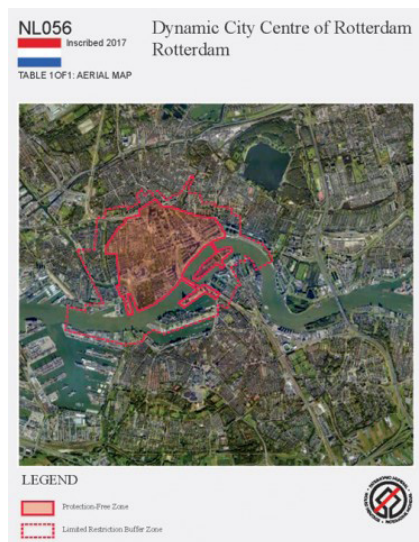 NL056
Inscribed 2017
Dynamic City Centre of Rotterdam
Rotterdam
TABLE 1OF1: AERIAL MAP
LEGEND
Protection-Free Zone
Limited Restriction Buffer Zone